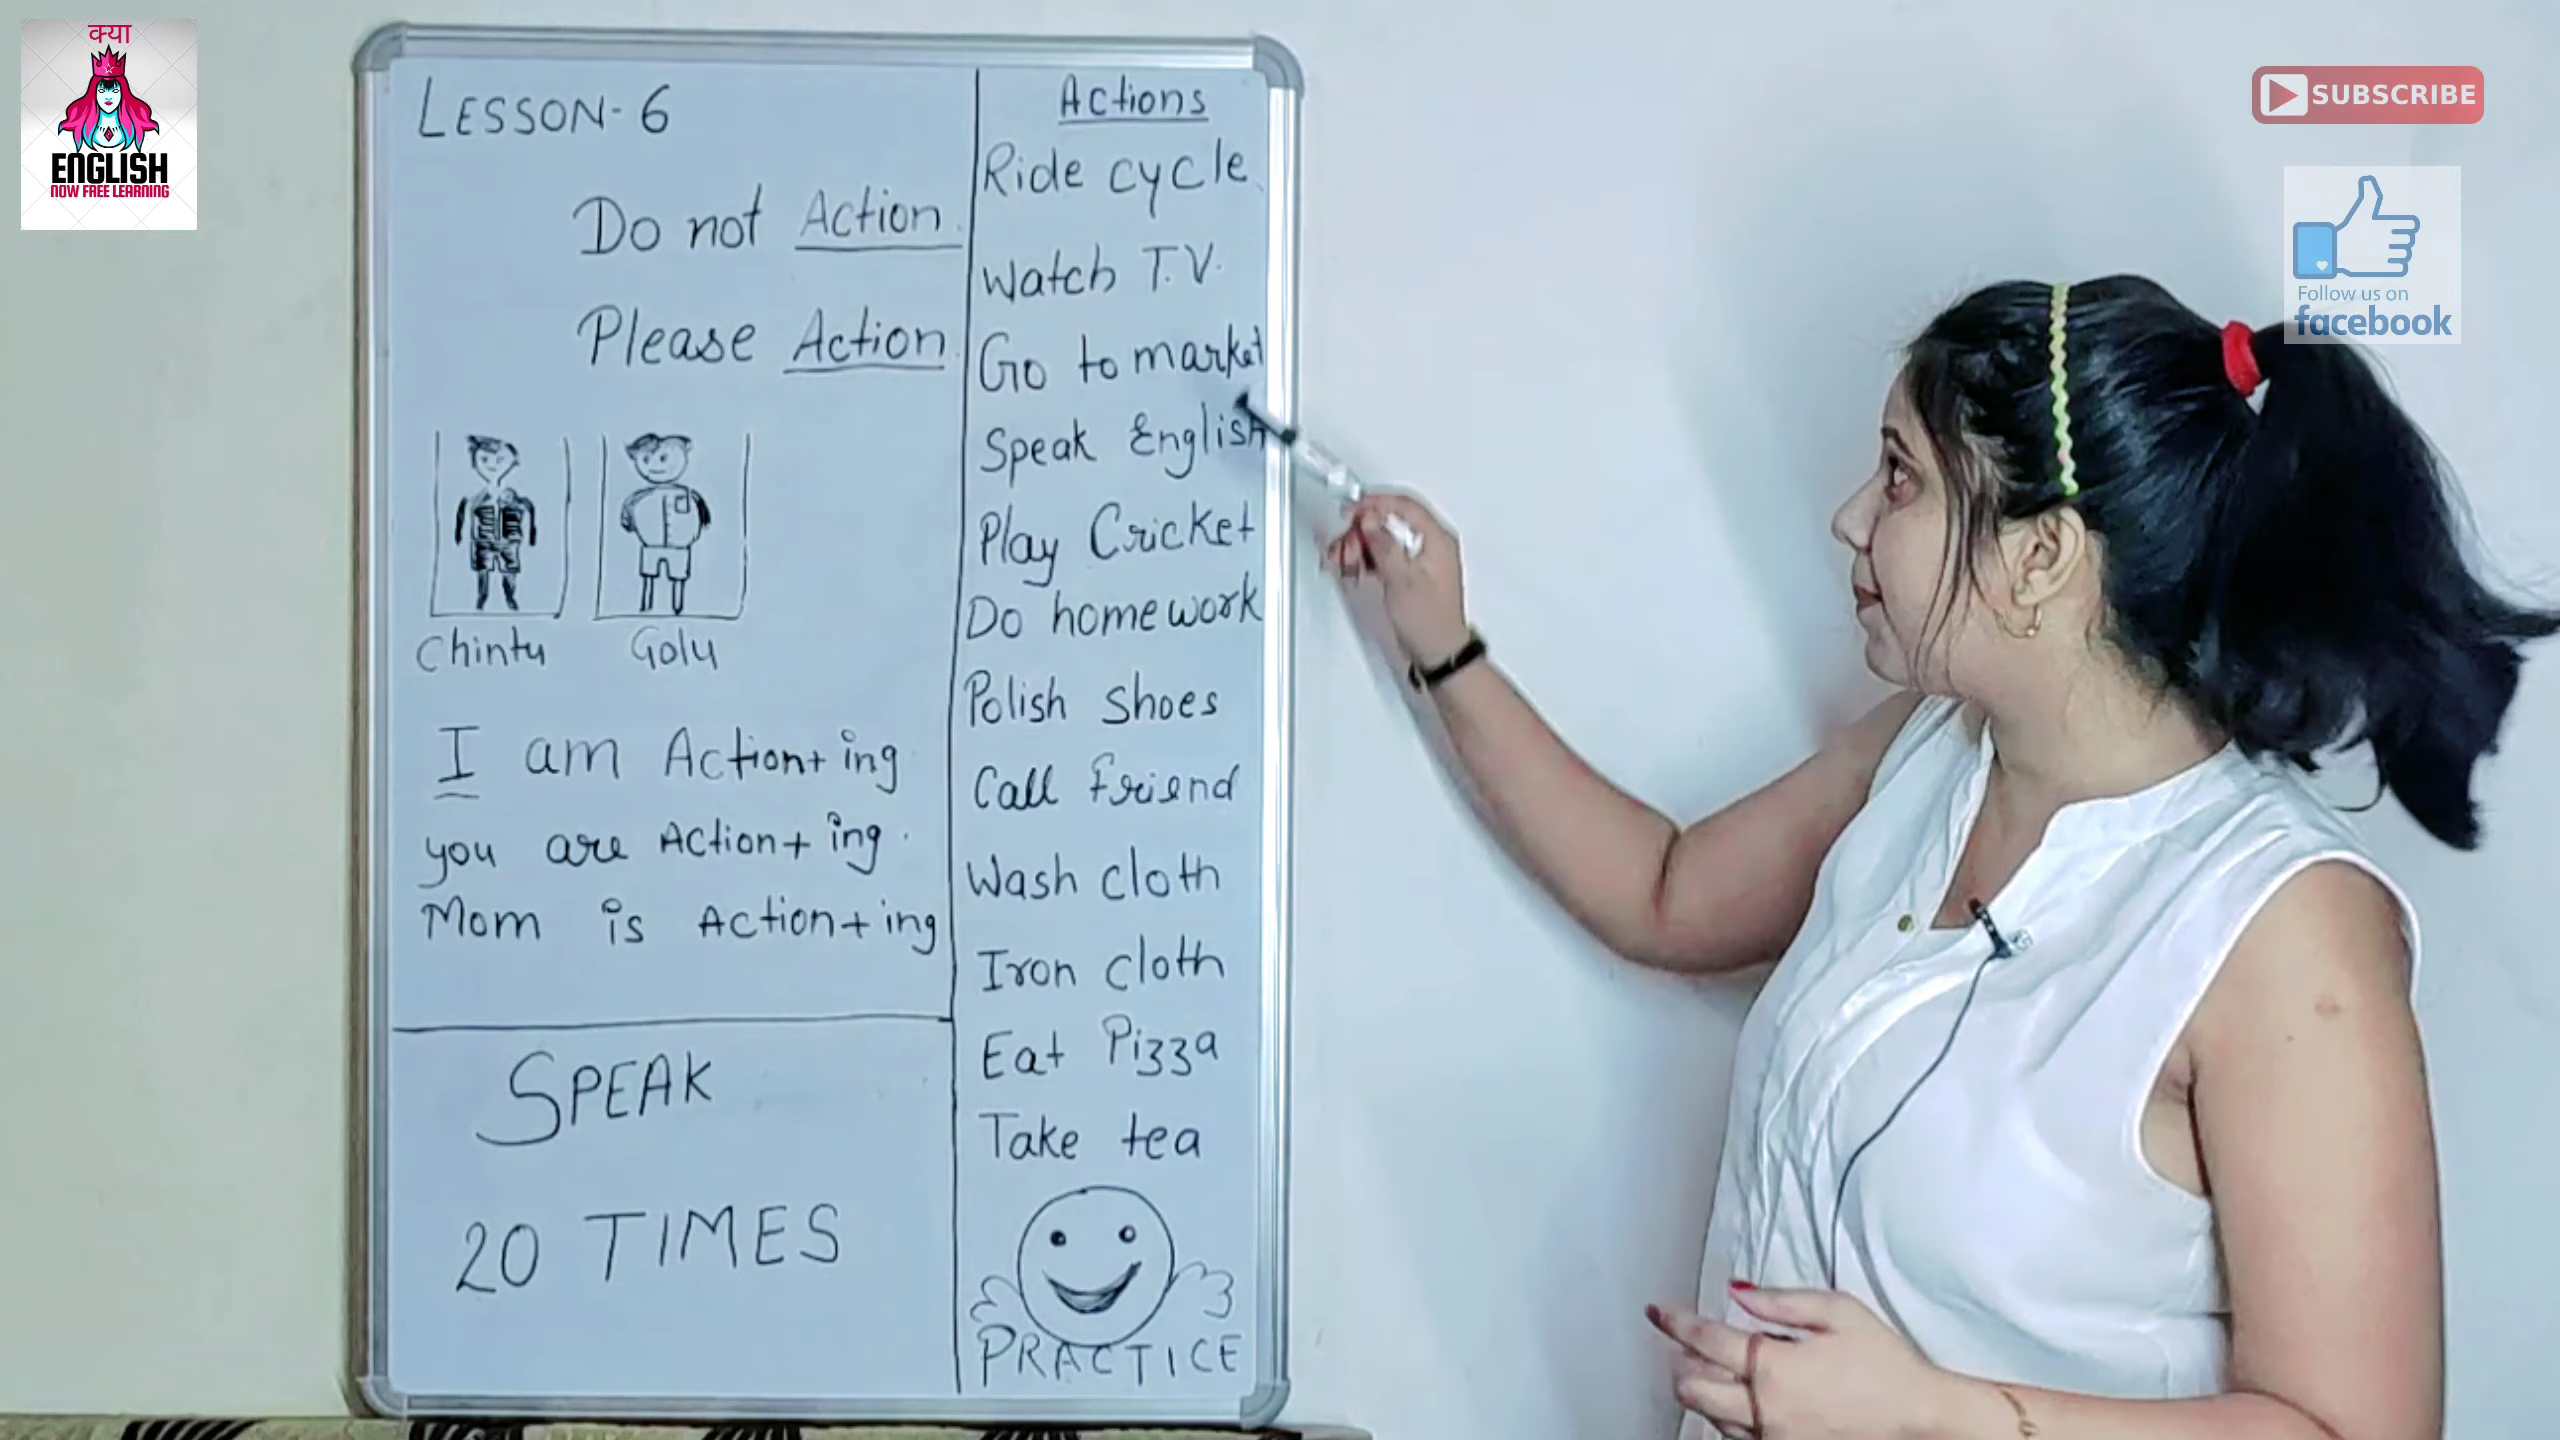 क्या
ENGLISH
NOW FREE LEARNING
LESSON-6
Do not Action.
Please Action.
Chintu Golu
I am Action+ ing
you are Action+ ing.
Mom is Action+ ing
SPEAK
20 TIMES
Actions
Ride cycle.
Watch T.V.
Go to market
Speak English
Play Cricket
Do homework
Polish shoes
Call friend
Wash cloth
Iron cloth
Eat Pizza
Take tea
PRACTICE
SUBSCRIBE
Follow us on
facebook